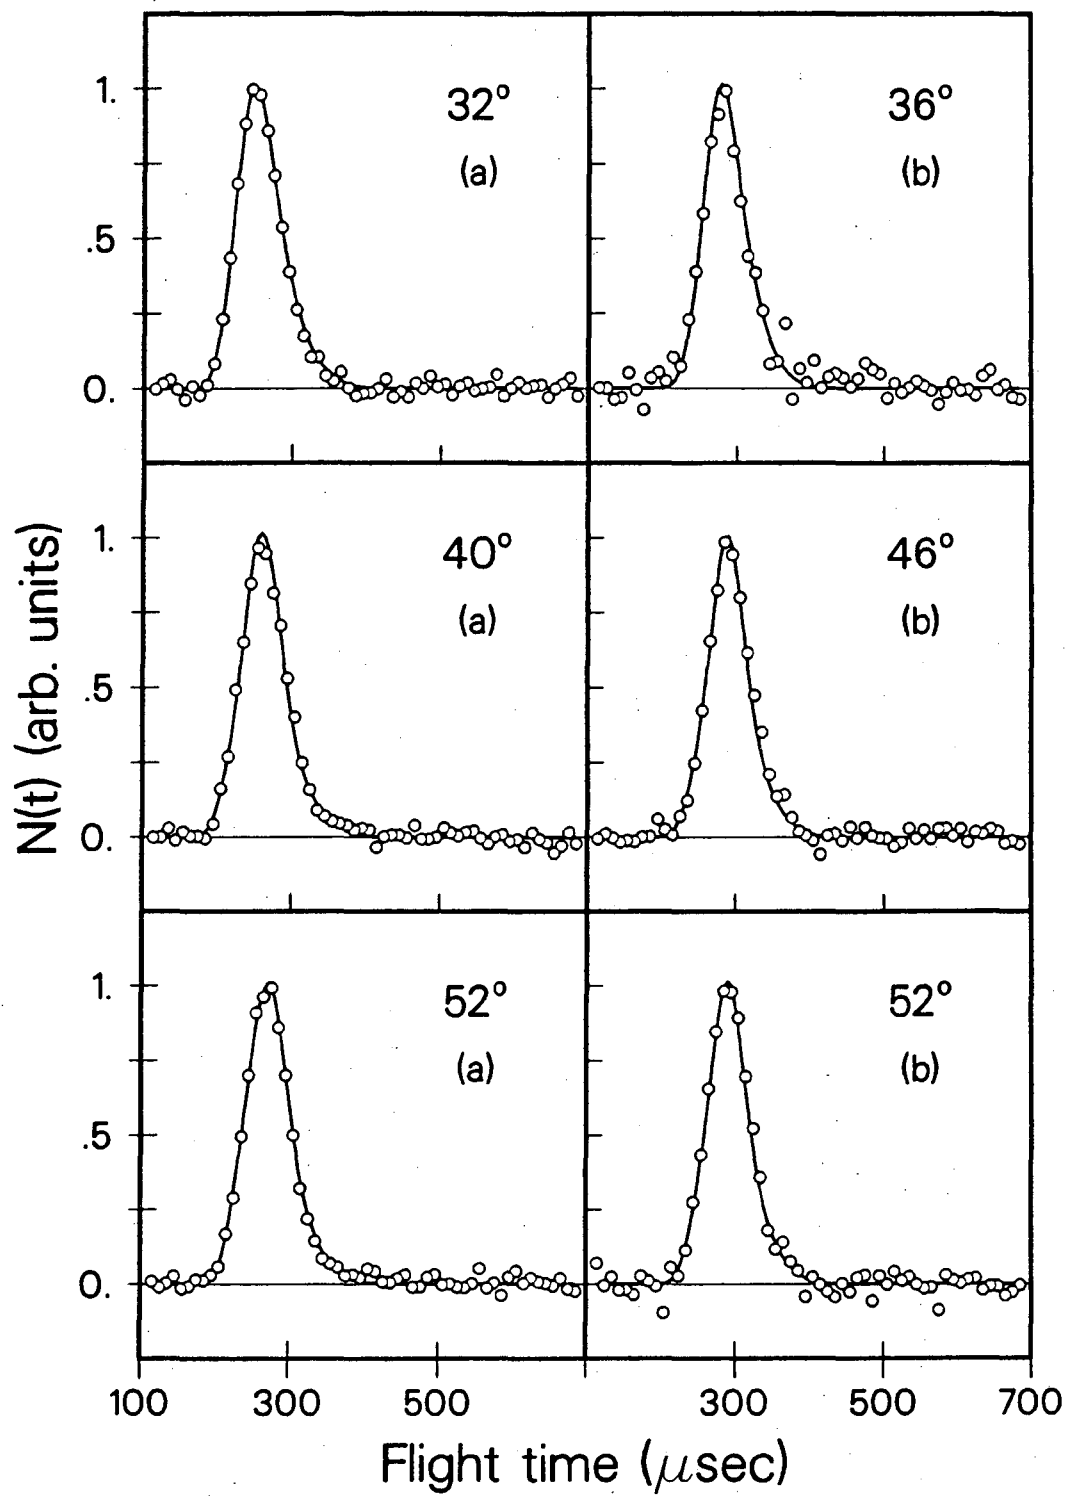 1.
.5
0.
32°
(a)
36°
(b)
1.
.5
0.
40°
(a)
46°
(b)
1.
.5
0.
52°
(a)
52°
(b)
100 300 500 300 500 700
N(t) (arb. units)
Flight time (μsec)